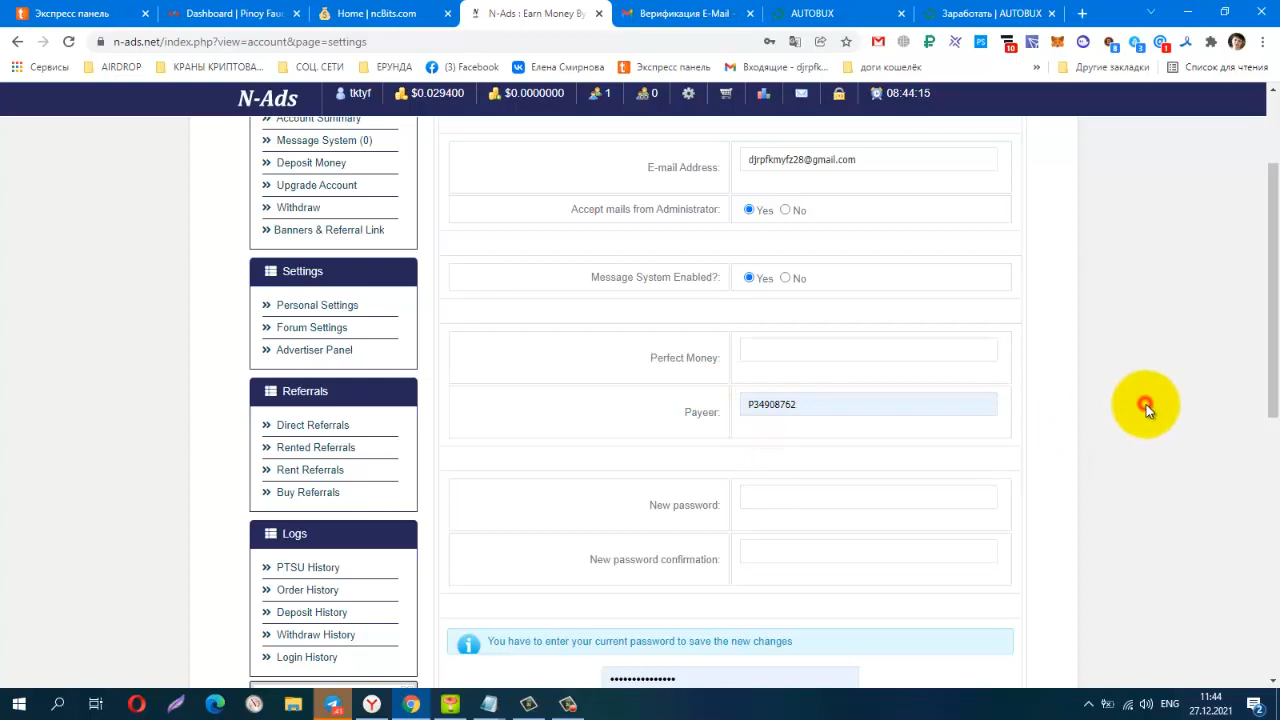 Экспресс панель
Dashboard | Pinoy Fauc
Home | ncBits.com
N-Ads : Earn Money By
Верификация E-Mail -
AUTOBUX
Заработать | AUTOBUX
n-ads.net/index.php?view=account&page=settings
10
8
3
1
Сервисы
AIRDROP
КРАНЫ КРИПТОВА...
СОЦ. СЕТИ
ЕРУНДА
(3) Facebook
Елена Смирнова
Экспресс панель
Входящие - djrpfk...
доги кошелёк
»
Другие закладки
Список для чтения
N-Ads
tktyf
$0.029400
$0.0000000
1
0
08:44:15
Account Summary
Message System (0)
Deposit Money
Upgrade Account
Withdraw
Banners & Referral Link
Settings
Personal Settings
Forum Settings
Advertiser Panel
Referrals
Direct Referrals
Rented Referrals
Rent Referrals
Buy Referrals
Logs
PTSU History
Order History
Deposit History
Withdraw History
Login History
E-mail Address:
djrpfkmyfz28@gmail.com
Accept mails from Administrator:
Yes No
Message System Enabled?:
Yes No
Perfect Money:
Payeer:
P34908762
New password:
New password confirmation:
You have to enter your current password to save the new changes
•••••••••••••••
ENG
11:44
27.12.2021
2